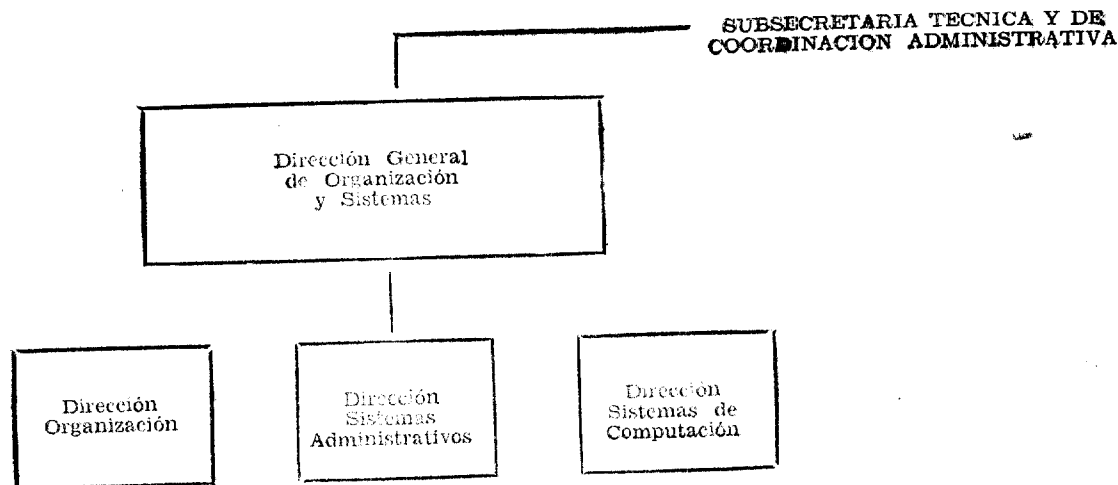 SUBSECRETARIA TECNICA Y DE
COORDINACION ADMINISTRATIVA
Dirección General
de Organización
y Sistemas
Dirección
Organización
Dirección
Sistemas
Administrativos
Dirección
Sistemas de
Computación